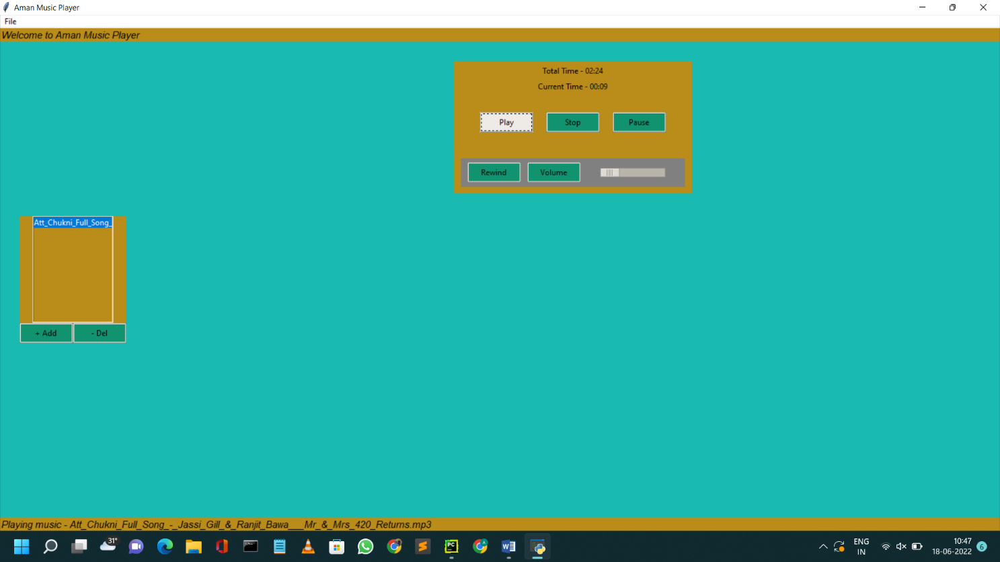 Aman Music Player
File
Welcome to Aman Music Player
Total Time - 02:24
Current Time - 00:09
Play Stop Pause
Rewind Volume
Att_Chukni_Full_Song_
+ Add - Del
Playing music - Att_Chukni_Full_Song_-_Jassi_Gill_&_Ranjit_Bawa___Mr_&_Mrs_420_Returns.mp3
31°
PC
A
W
ENG
IN
10:47
18-06-2022
6